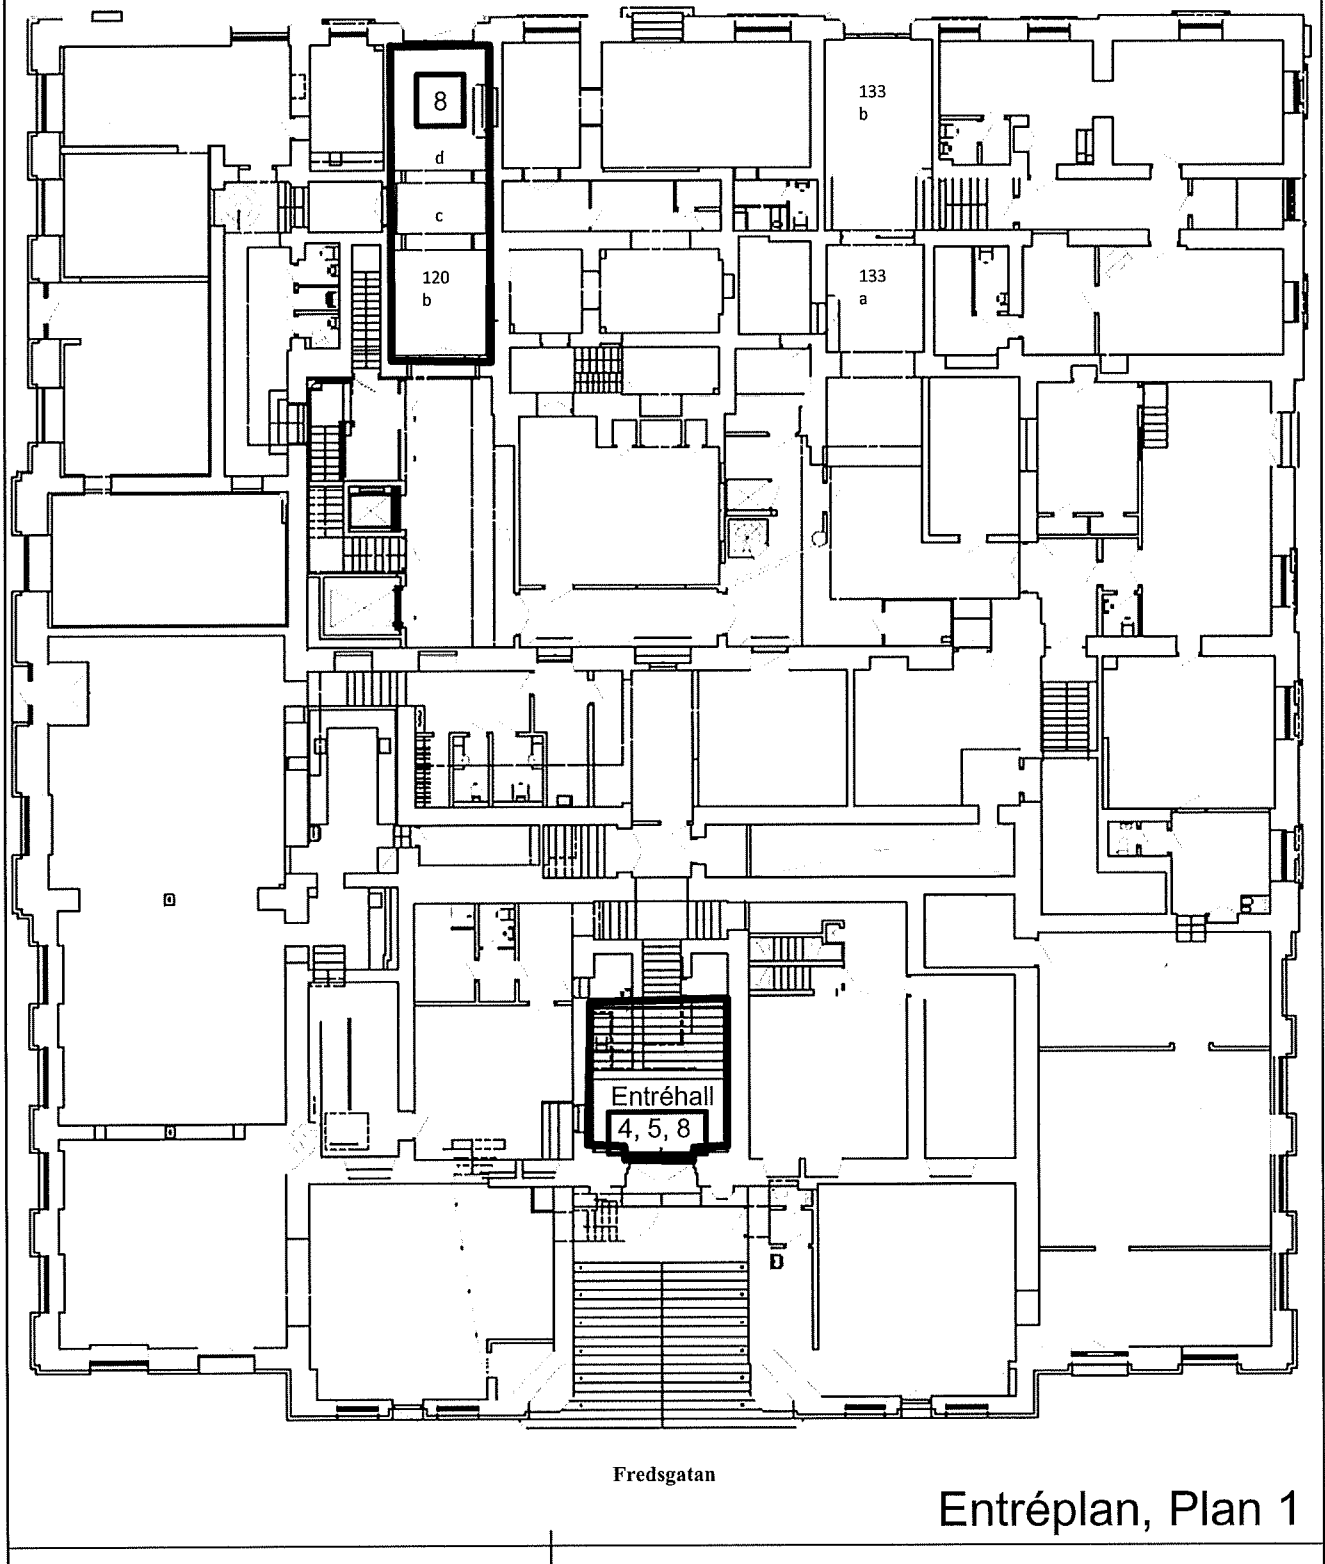 8
133
b
d
c
120
b
133
a
Entréhall
4, 5, 8
D
Fredsgatan
Entréplan, Plan 1